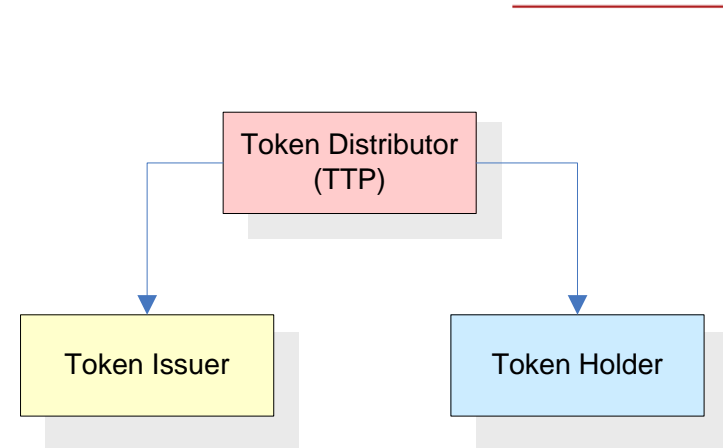 Token Distributor
(TTP)
Token Issuer
Token Holder